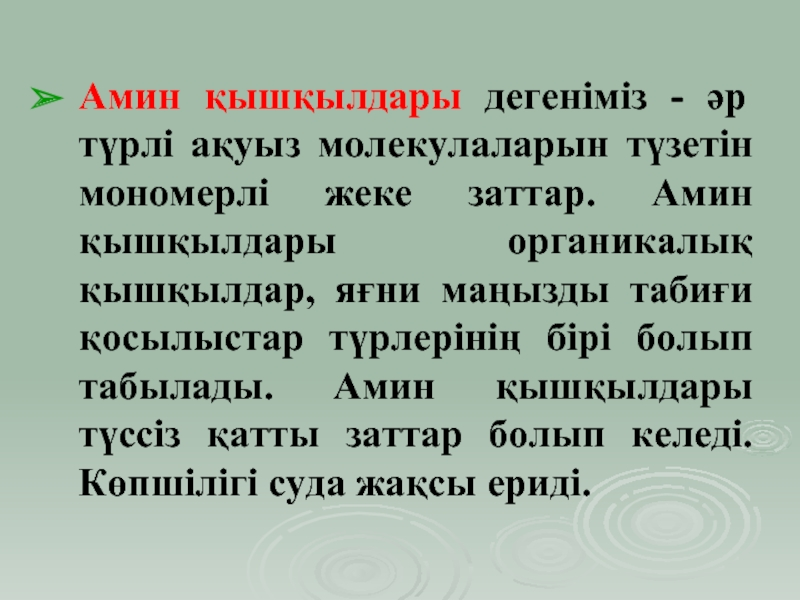 Амин қышқылдары дегеніміз - әр
түрлі ақуыз молекулаларын түзетін
мономерлі жеке заттар. Амин
қышқылдары органикалық
қышқылдар, яғни маңызды табиғи
қосылыстар түрлерінің бірі болып
табылады. Амин қышқылдары
түссіз қатты заттар болып келеді.
Көпшілігі суда жақсы ериді.